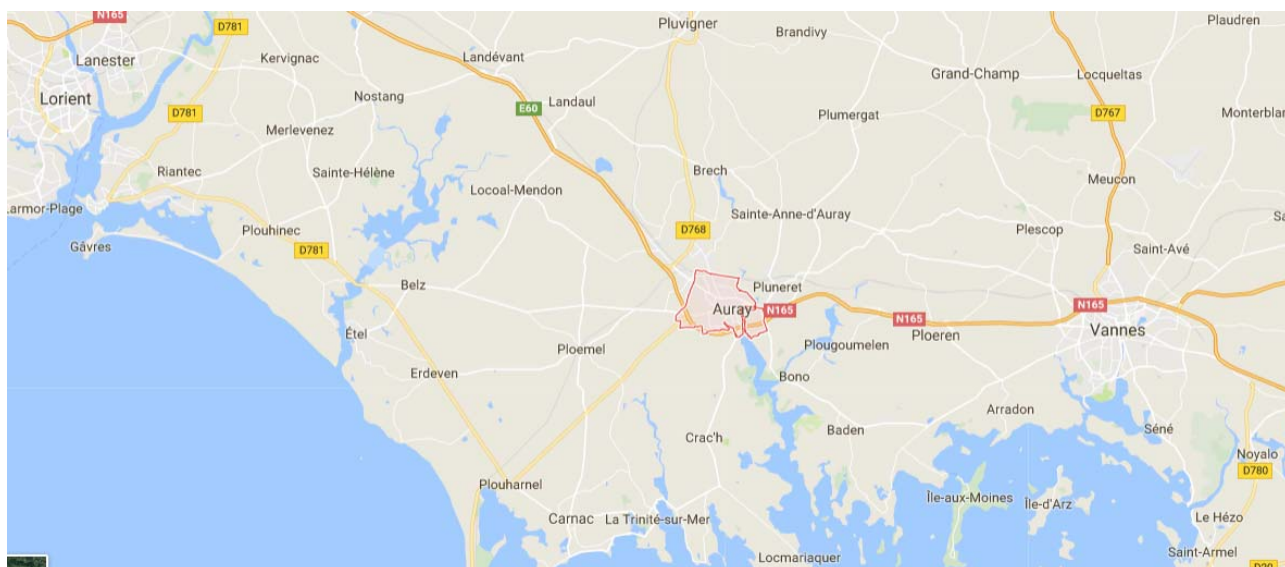 N165
D781
Pluvigner
Brandivy
Plaudren
Lanester
Kervignac
Landévant
Grand-Champ
Locqueltas
Lorient
Nostang
E60
Landaul
D781
Plumergat
D767
Monterblan
Merlevenez
Riantec
Sainte-Hélène
Locoal-Mendon
Brech
Meucon
Larmor-Plage
Sainte-Anne-d'Auray
Plouhinec
D768
Plescop
Saint-Avé
Gâvres
D781
Belz
Pluneret
Auray
N165
N165
N165
Étel
Ploemel
Plougoumelen
Ploeren
Vannes
Erdeven
Bono
Arradon
Crac'h
Baden
Séné
Noyalo
D780
Plouharnel
Île-aux-Moines
Île-d'Arz
Carnac
La Trinité-sur-Mer
Le Hézo
Locmariaquer
Saint-Armel